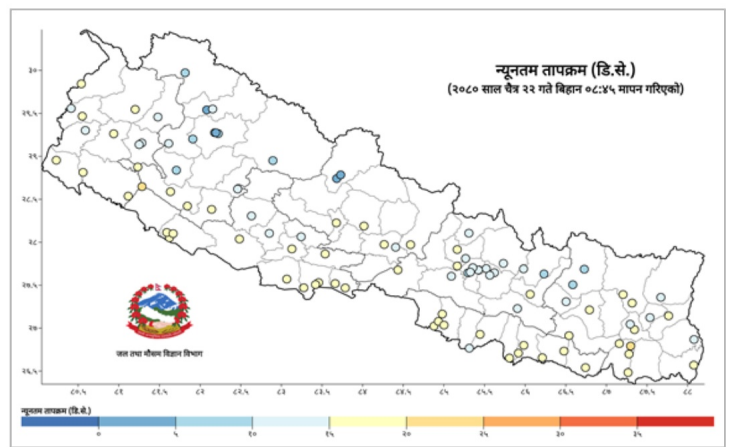 न्यूनतम तापक्रम (डि.से.)
(२०८० साल चैत्र २२ गते बिहान ०८:४५ मापन गरिएको)
३०
२९.५
२९
२८.५
२८
२७.५
२७
२६.५
जल तथा मौसम विज्ञान विभाग
८०.५ ८१ ८१.५ ८२ ८२.५ ८३ ८३.५ ८४ ८४.५ ८५ ८५.५ ८६ ८६.५ ८७ ८७.५ ८८
न्यूनतम तापक्रम (डि.से.)
० ५ १० १५ २० २५ ३० ३५